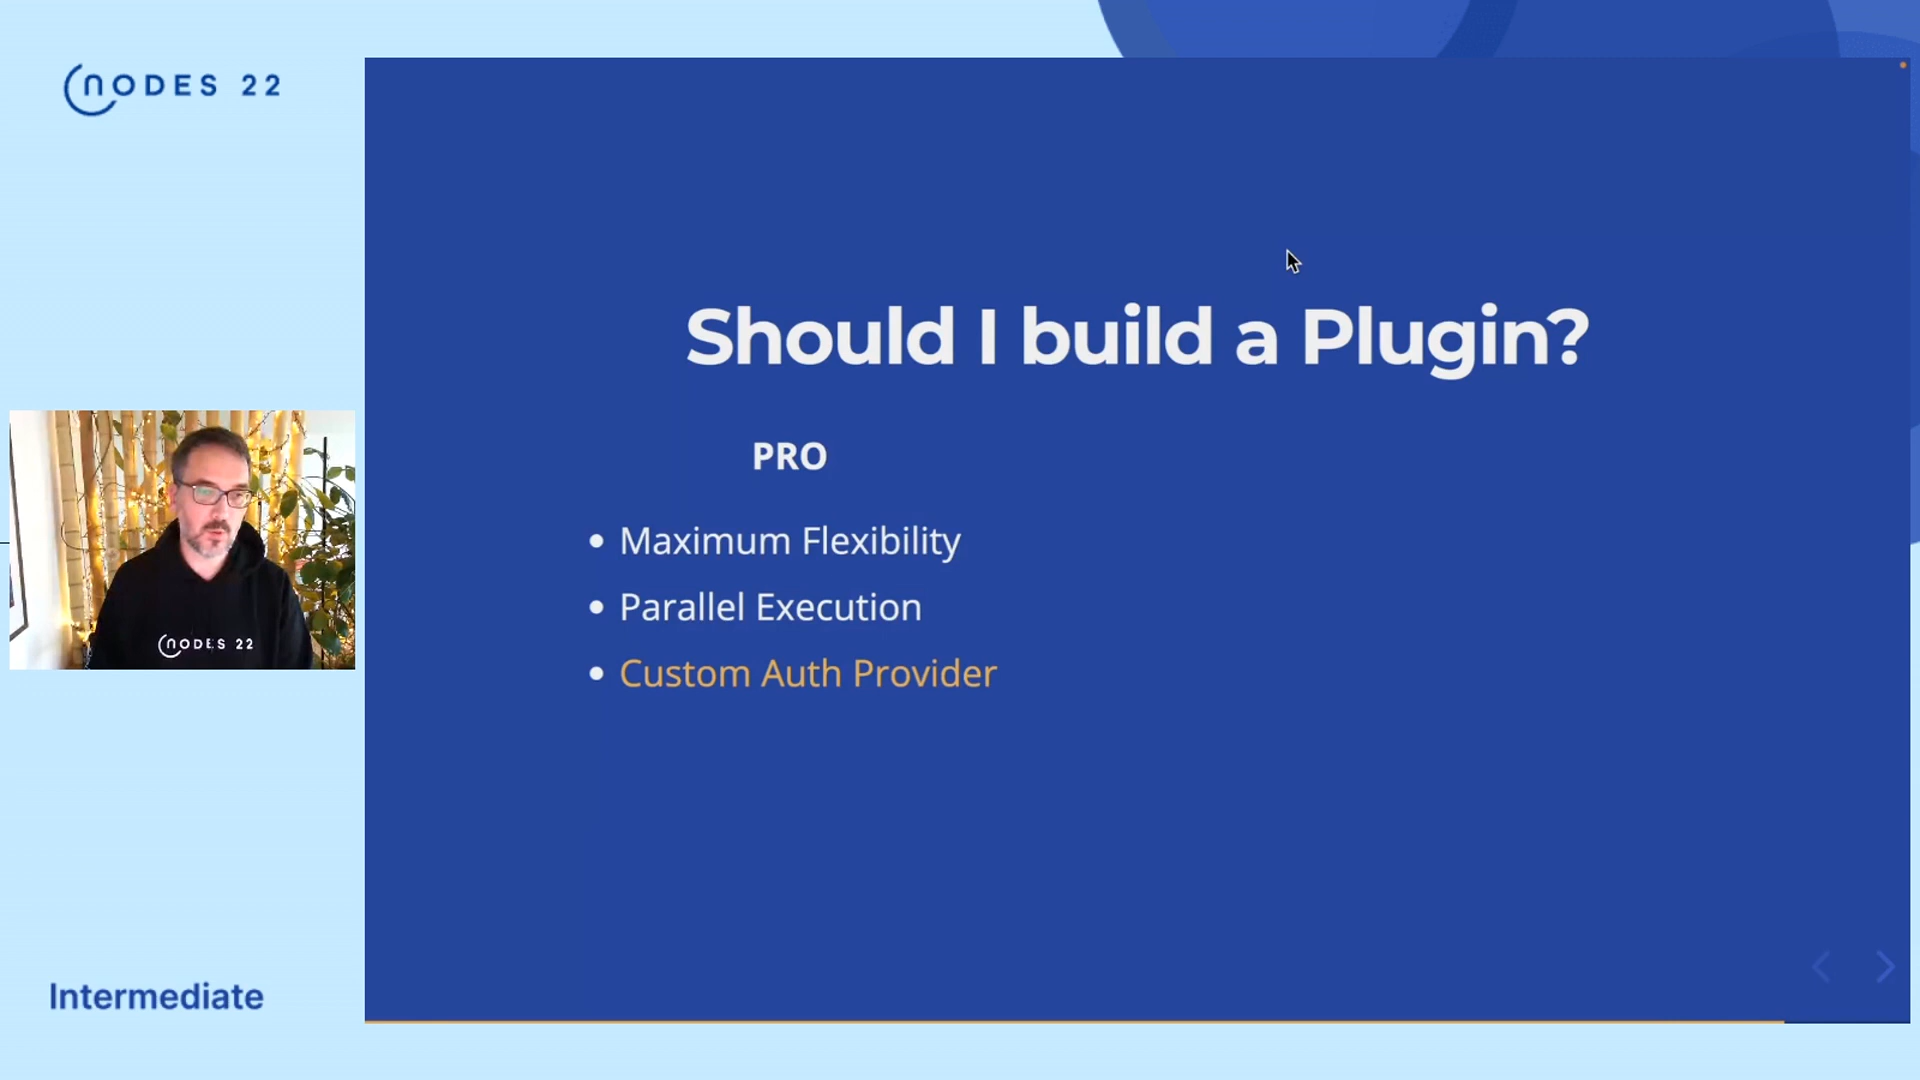 NODES 22
Should I build a Plugin?
PRO
• Maximum Flexibility
• Parallel Execution
• Custom Auth Provider
NODES 22
Intermediate